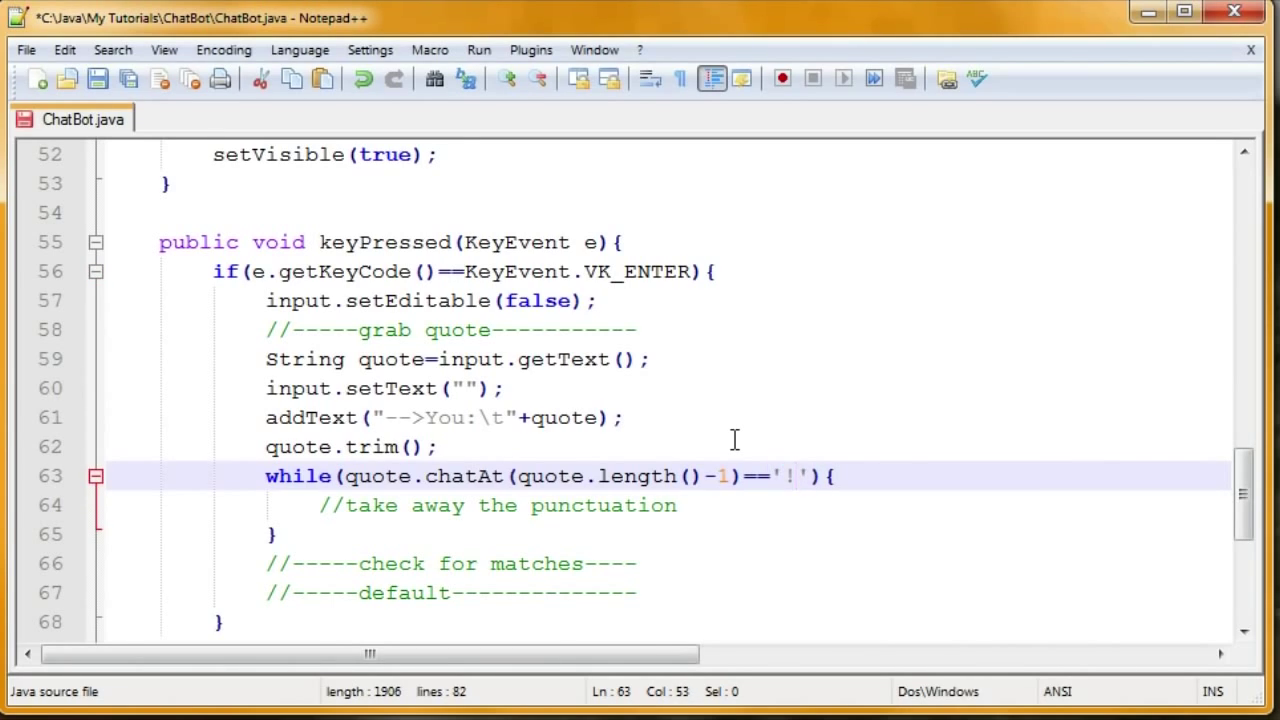 *C:\Java\My Tutorials\ChatBot\ChatBot.java - Notepad++
File Edit Search View Encoding Language Settings Macro Run Plugins Window ? X
ABC
ChatBot.java
52 setVisible(true);
53 }
54
55 public void keyPressed(KeyEvent e){
56 if(e.getKeyCode()==KeyEvent.VK_ENTER){
57 input.setEditable(false);
58 //-----grab quote-----------
59 String quote=input.getText();
60 input.setText("");
61 addText("-->You:\t"+quote);
62 quote.trim();
63 while(quote.chatAt(quote.length()-1)=='!'){
64 //take away the punctuation
65 }
66 //-----check for matches----
67 //-----default--------------
68 }
Java source file length : 1906 lines : 82 Ln : 63 Col : 53 Sel : 0 Dos\Windows ANSI INS